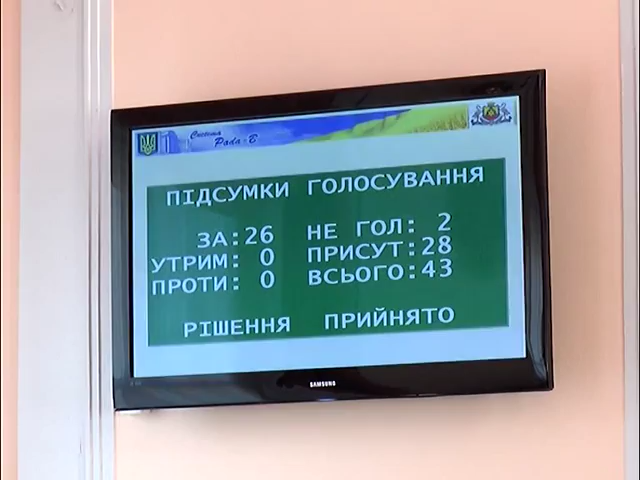 Система
Рада-В
ПІДСУМКИ ГОЛОСУВАННЯ
ЗА: 26 НЕ ГОЛ: 2
УТРИМ: 0 ПРИСУТ: 28
ПРОТИ: 0 ВСЬОГО: 43
РІШЕННЯ ПРИЙНЯТО
SAMSUNG